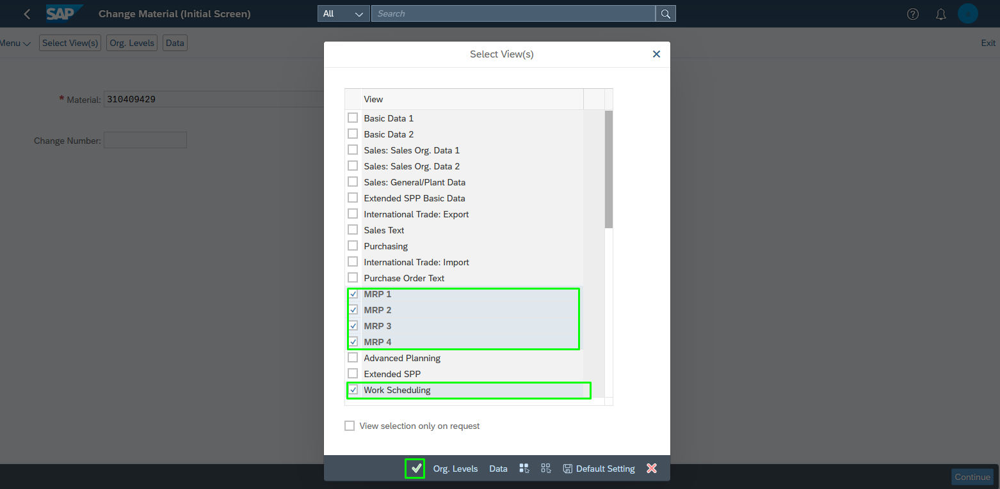 SAP Change Material (Initial Screen) All Search
Menu Select View(s) Org. Levels Data Exit
Select View(s)
* Material: 310409429
Change Number:
View
Basic Data 1
Basic Data 2
Sales: Sales Org. Data 1
Sales: Sales Org. Data 2
Sales: General/Plant Data
Extended SPP Basic Data
International Trade: Export
Sales Text
Purchasing
International Trade: Import
Purchase Order Text
MRP 1
MRP 2
MRP 3
MRP 4
Advanced Planning
Extended SPP
Work Scheduling
View selection only on request
Org. Levels Data Default Setting
Continue